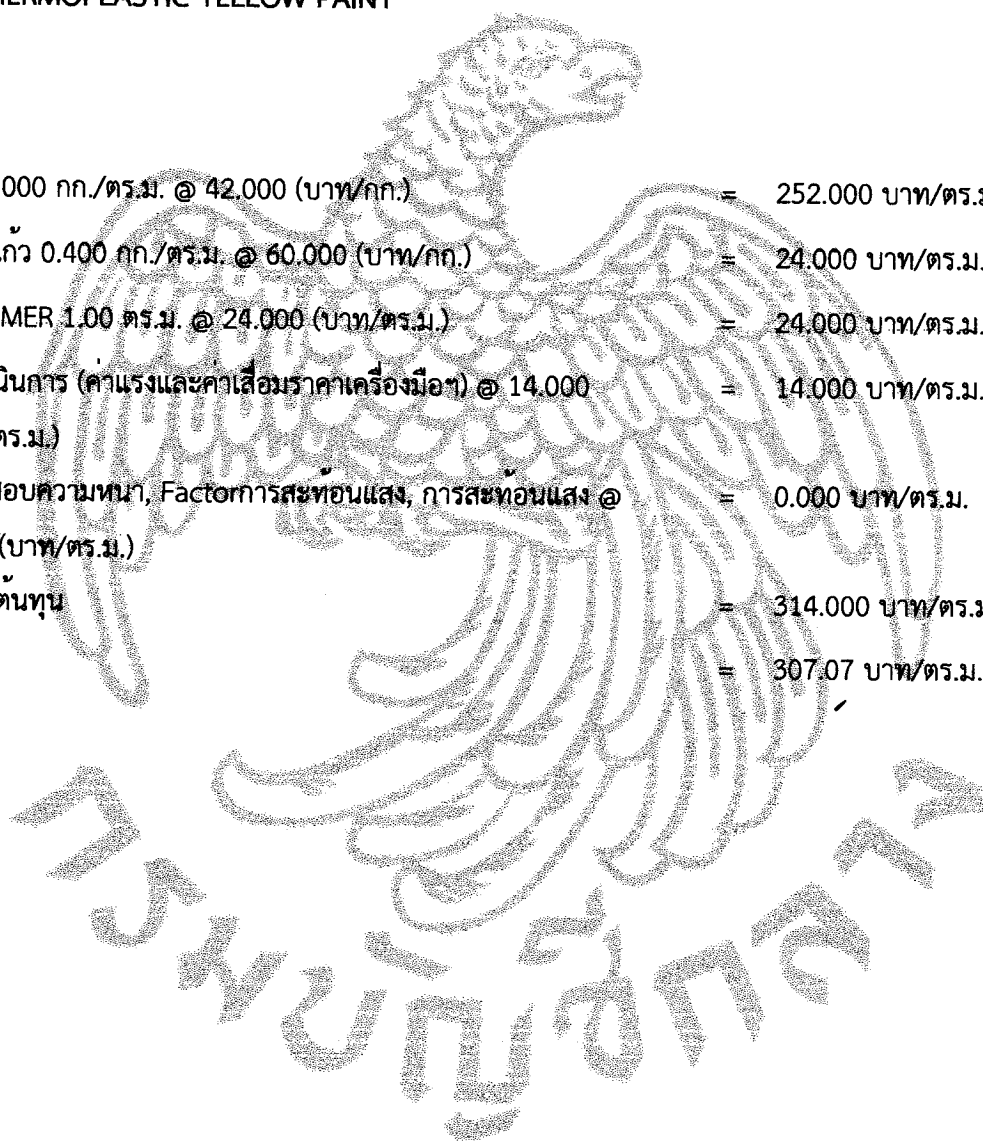 THERMOPLASTIC YELLOW PAINT
000 กก./ตร.ม. @ 42.000 (บาท/กก.) = 252.000 บาท/ตร.ม
แก้ว 0.400 กก./ตร.ม. @ 60.000 (บาท/กก.) = 24.000 บาท/ตร.ม.
MER 1.00 ตร.ม. @ 24.000 (บาท/ตร.ม.) = 24.000 บาท/ตร.ม.
นินการ (ค่าแรงและค่าเสื่อมราคาเครื่องมือฯ) @ 14.000 = 14.000 บาท/ตร.ม.
ตร.ม.)
สอบความหนา, Factorการสะท้อนแสง, การสะท้อนแสง @ = 0.000 บาท/ตร.ม.
(บาท/ตร.ม.)
ต้นทุน = 314.000 บาท/ตร.ม
= 307.07 บาท/ตร.ม.
กรมบัญชีกลาง